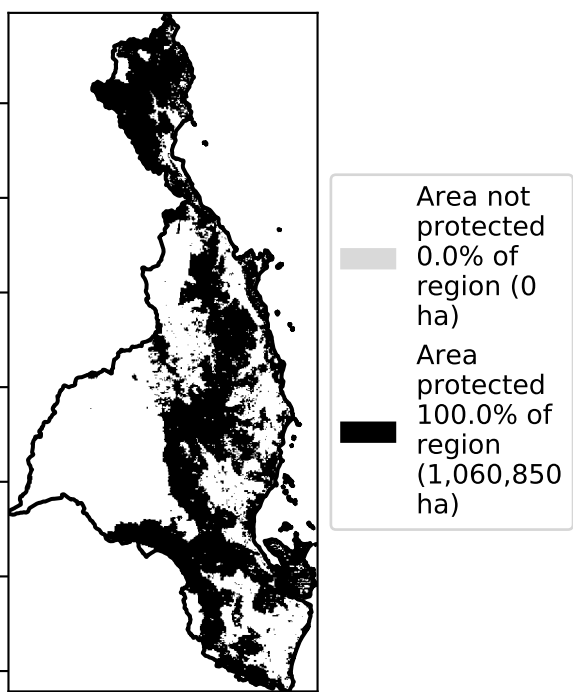 Area not
protected
0.0% of
region (0
ha)
Area
protected
100.0% of
region
(1,060,850
ha)